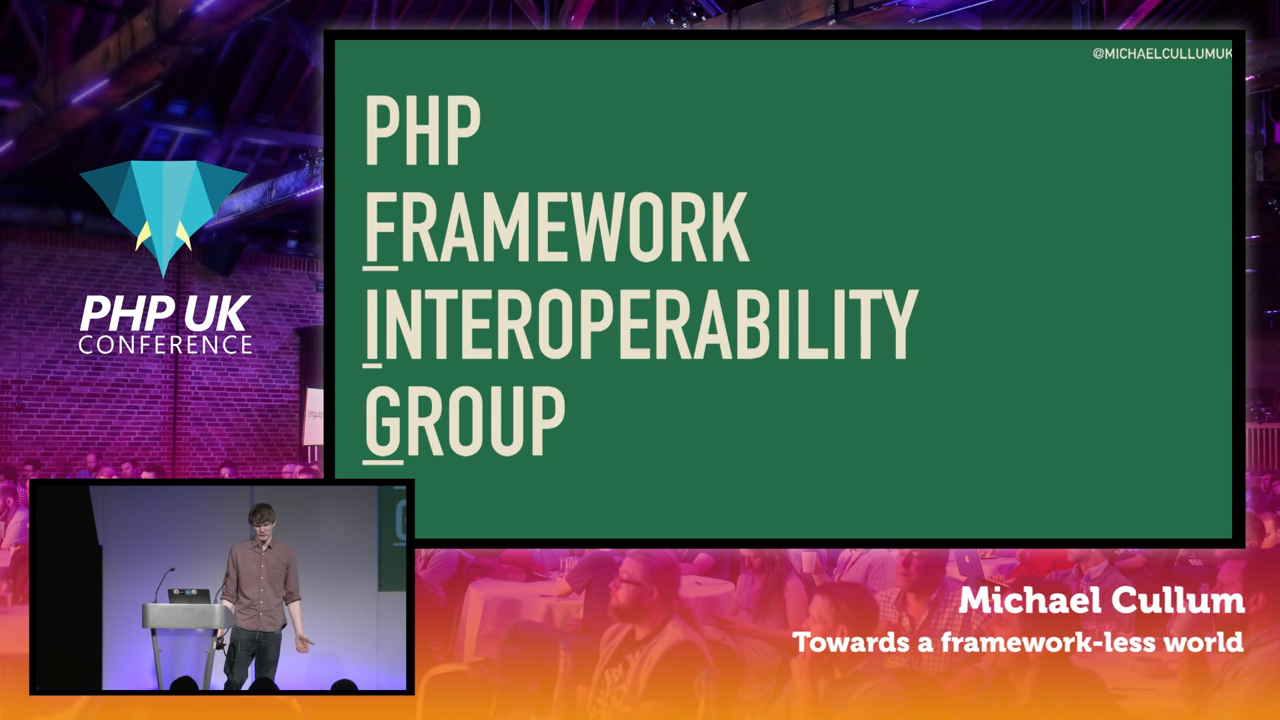 @MICHAELCULLUMUK
PHP
FRAMEWORK
INTEROPERABILITY
GROUP
PHP UK
CONFERENCE
Michael Cullum
Towards a framework-less world